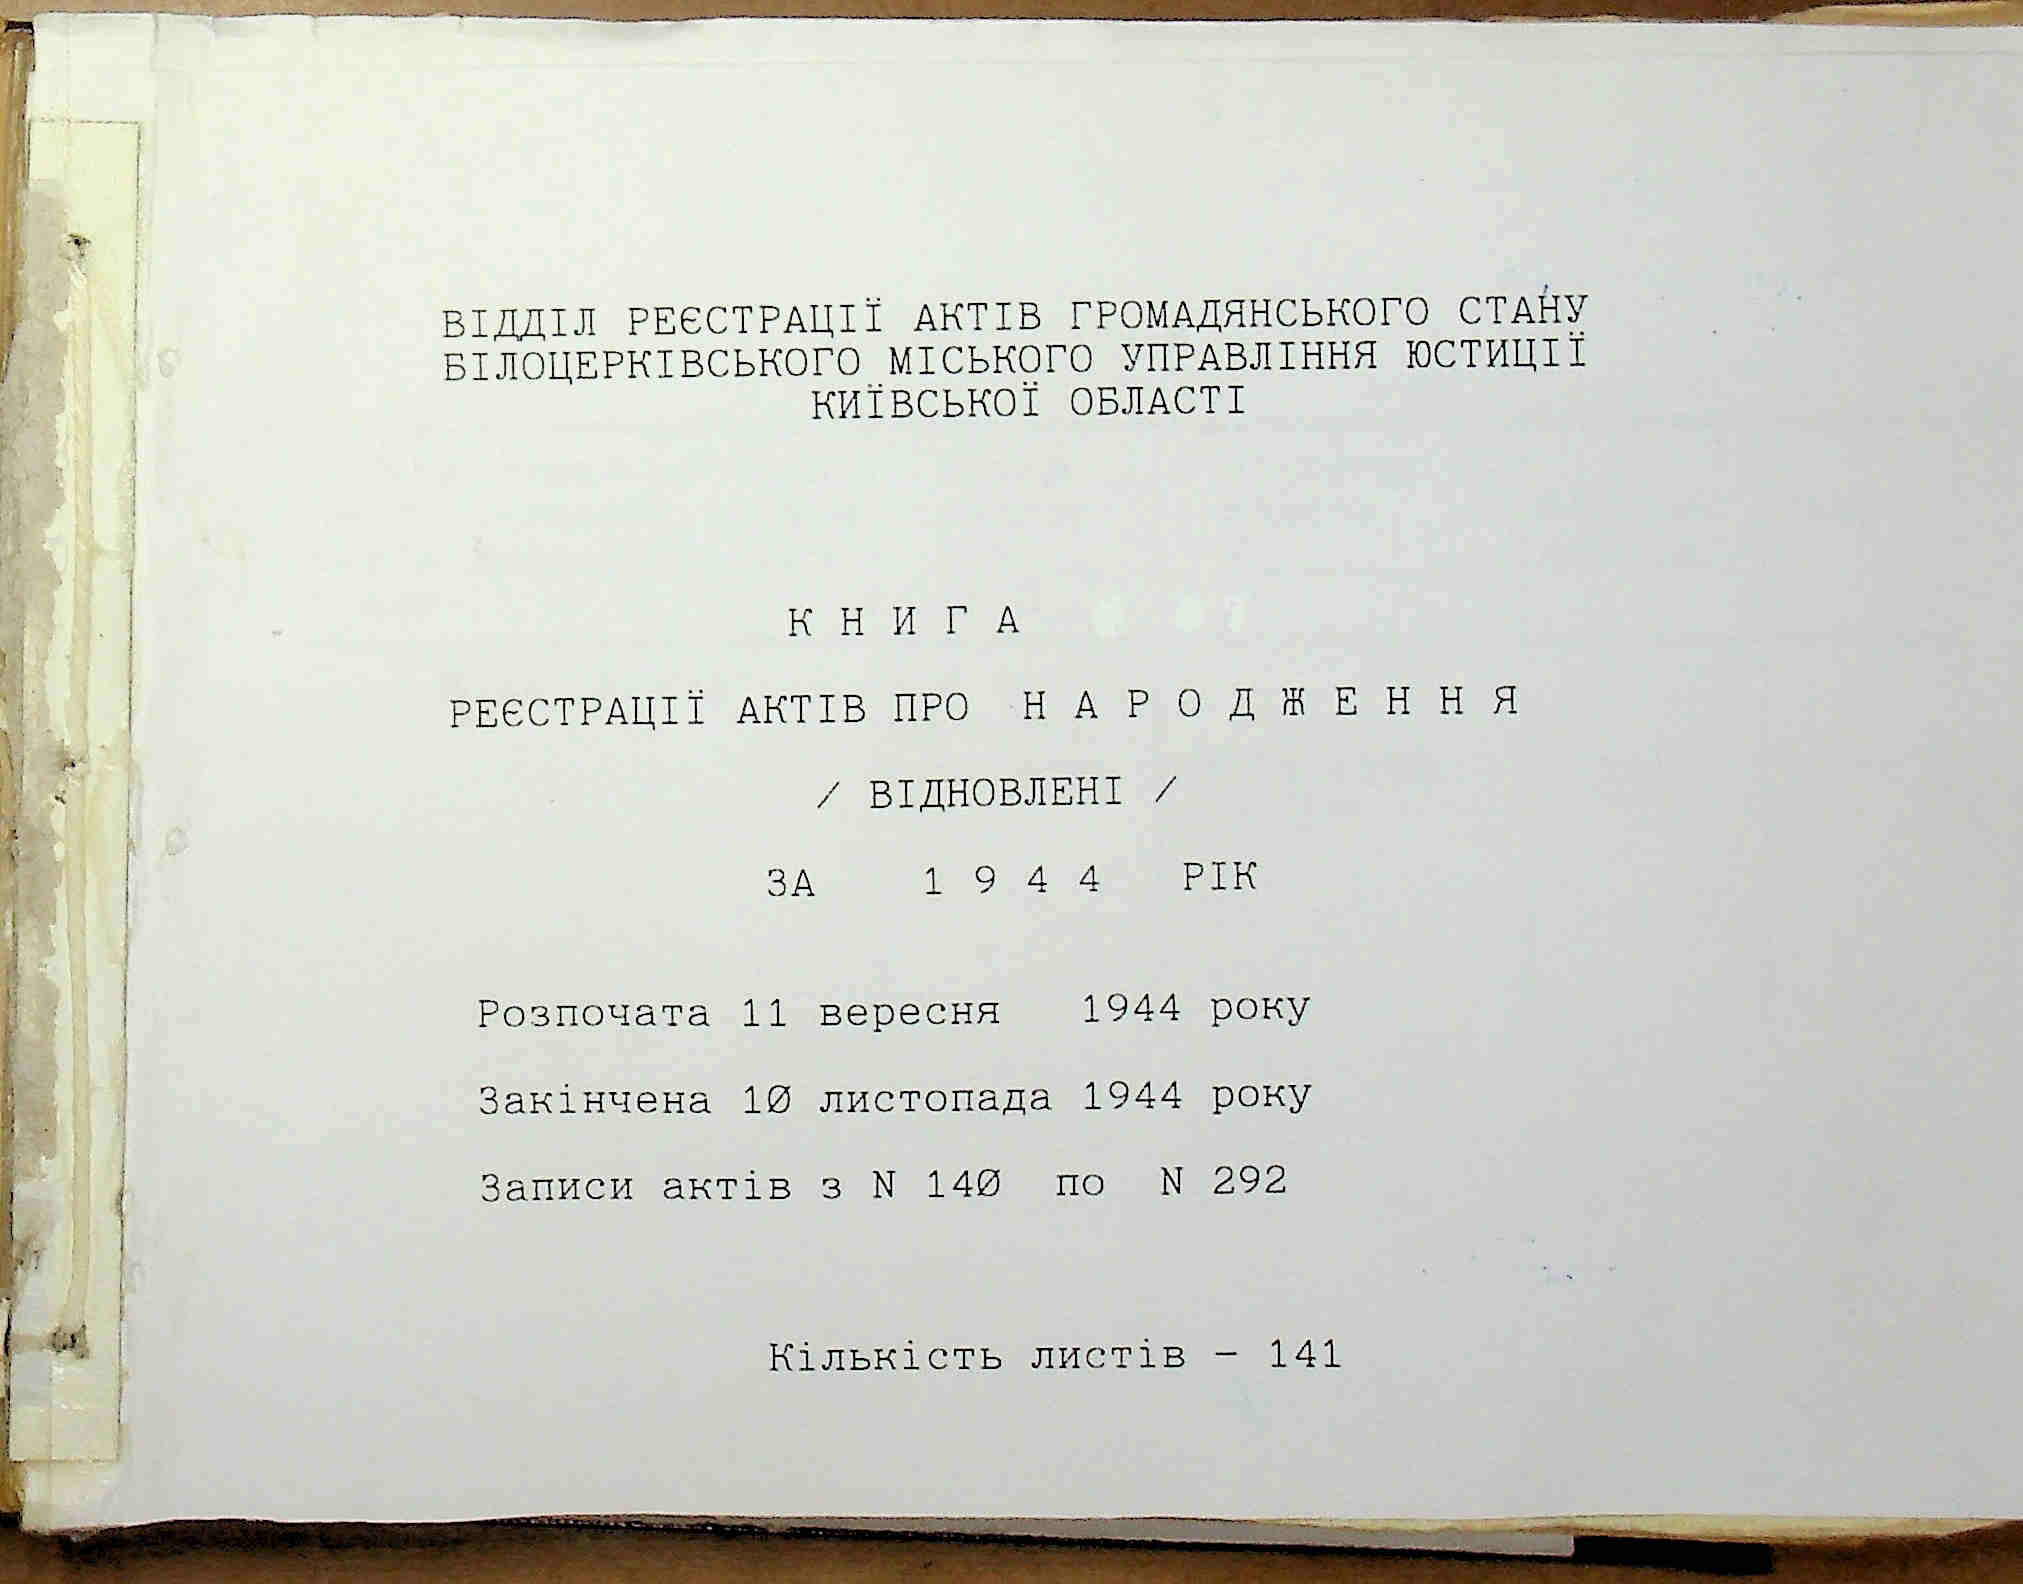 ВІДДІЛ РЕЄСТРАЦІЇ АКТІВ ГРОМАДЯНСЬКОГО СТАНУ
БІЛОЦЕРКІВСЬКОГО МІСЬКОГО УПРАВЛІННЯ ЮСТИЦІЇ
КИЇВСЬКОЇ ОБЛАСТІ
К Н И Г А
РЕЄСТРАЦІЇ АКТІВ ПРО Н А Р О Д Ж Е Н Н Я
/ ВІДНОВЛЕНІ /
ЗА 1 9 4 4 РІК
Розпочата 11 вересня 1944 року
Закінчена 10 листопада 1944 року
Записи актів з N 140 по N 292
Кількість листів - 141